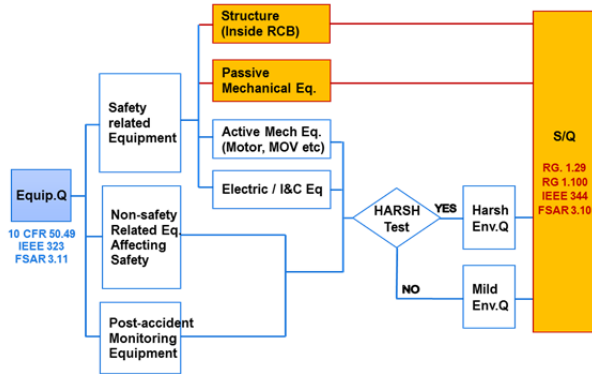 Structure
(Inside RCB)
Passive
Mechanical Eq.
Safety
related
Equipment
Active Mech Eq.
(Motor, MOV etc)
Electric / I&C Eq
Equip.Q
10 CFR 50.49
IEEE 323
FSAR 3.11
Non-safety
Related Eq.
Affecting
Safety
Post-accident
Monitoring
Equipment
HARSH
Test
YES
NO
Harsh
Env.Q
Mild
Env.Q
S/Q
RG. 1.29
RG 1.100
IEEE 344
FSAR 3.10